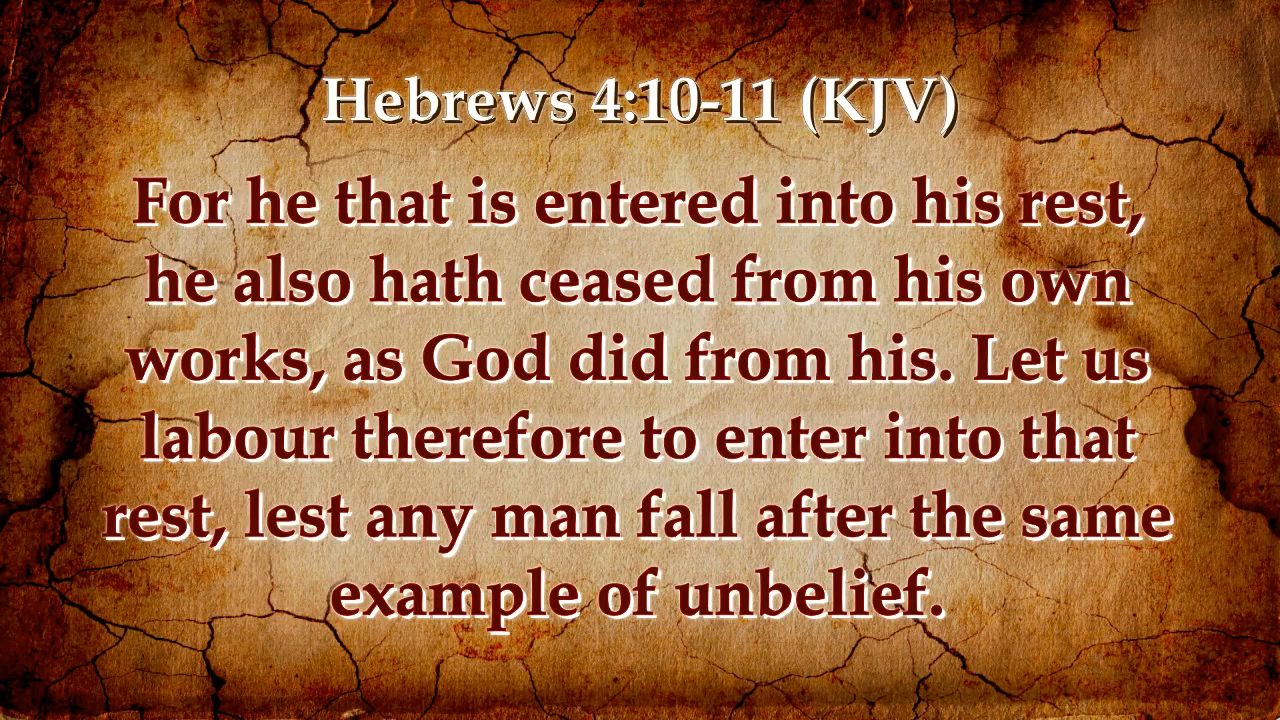 Hebrews 4:10-11 (KJV)
For he that is entered into his rest,
he also hath ceased from his own
works, as God did from his. Let us
labour therefore to enter into that
rest, lest any man fall after the same
example of unbelief.